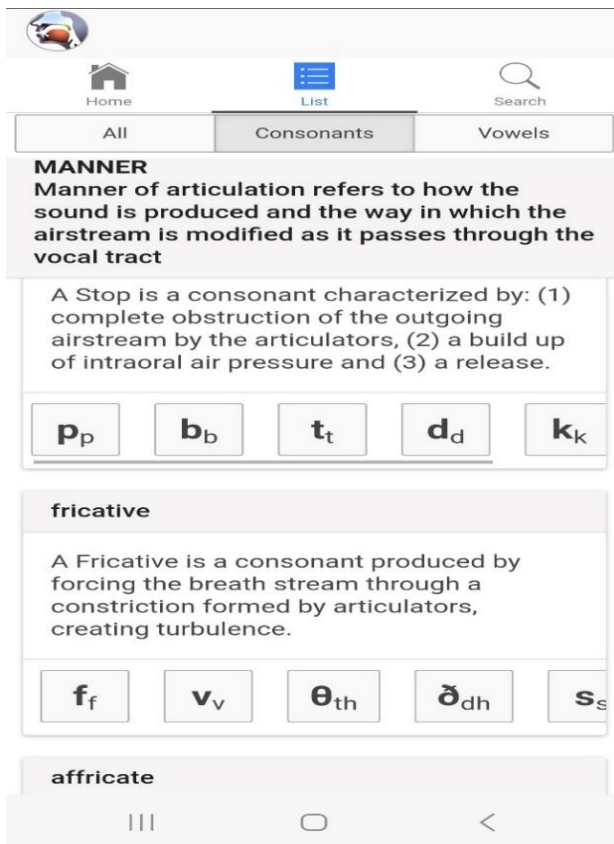 Home List Search
All Consonants Vowels
MANNER
Manner of articulation refers to how the
sound is produced and the way in which the
airstream is modified as it passes through the
vocal tract
A Stop is a consonant characterized by: (1)
complete obstruction of the outgoing
airstream by the articulators, (2) a build up
of intraoral air pressure and (3) a release.
p p b b t t d d k k
fricative
A Fricative is a consonant produced by
forcing the breath stream through a
constriction formed by articulators,
creating turbulence.
f f v v θ th ð dh s s
affricate